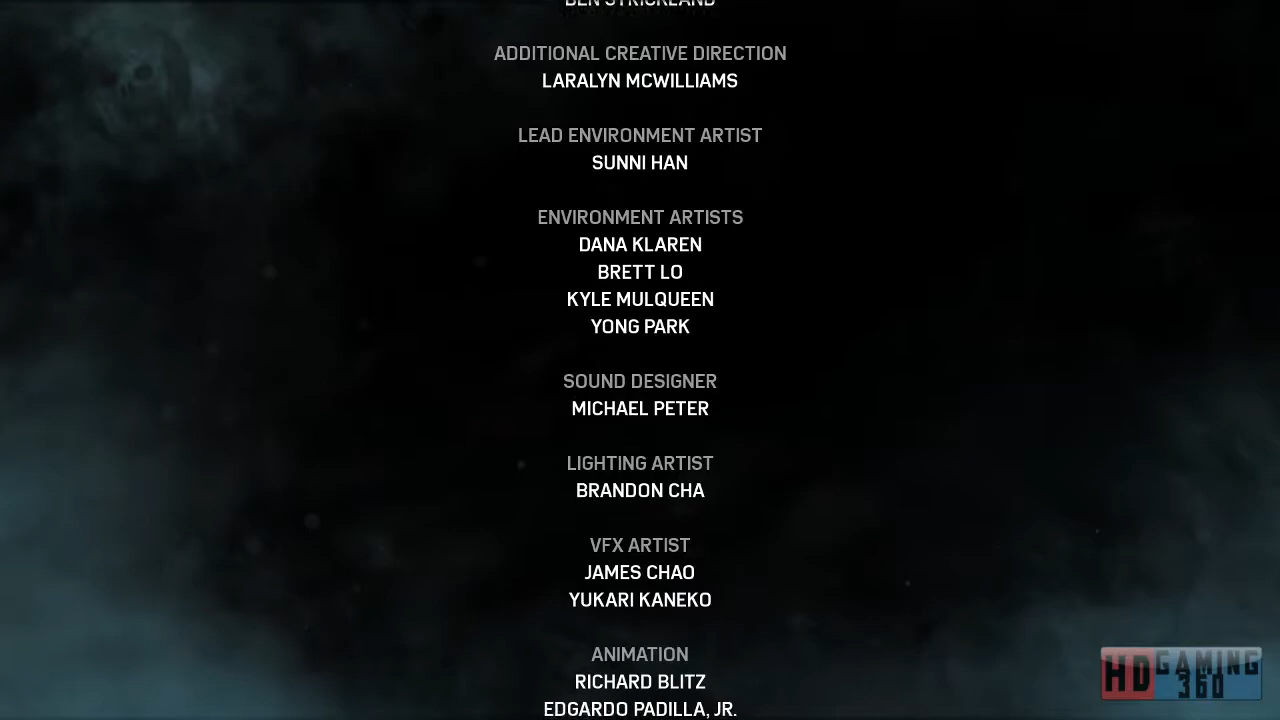 BEN STRICKLAND
ADDITIONAL CREATIVE DIRECTION
LARALYN MCWILLIAMS
LEAD ENVIRONMENT ARTIST
SUNNI HAN
ENVIRONMENT ARTISTS
DANA KLAREN
BRETT LO
KYLE MULQUEEN
YONG PARK
SOUND DESIGNER
MICHAEL PETER
LIGHTING ARTIST
BRANDON CHA
VFX ARTIST
JAMES CHAO
YUKARI KANEKO
ANIMATION
RICHARD BLITZ
EDGARDO PADILLA, JR.
HD GAMING
360